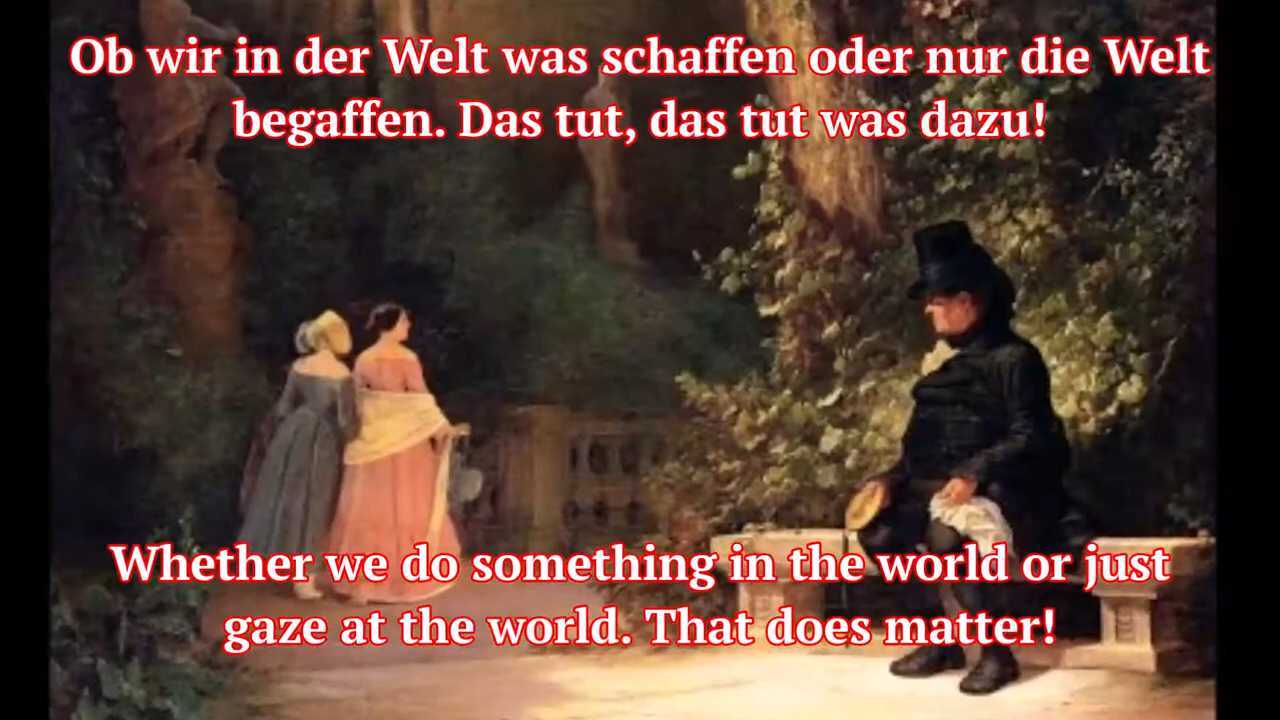 Ob wir in der Welt was schaffen oder nur die Welt
begaffen. Das tut, das tut was dazu!
Whether we do something in the world or just
gaze at the world. That does matter!